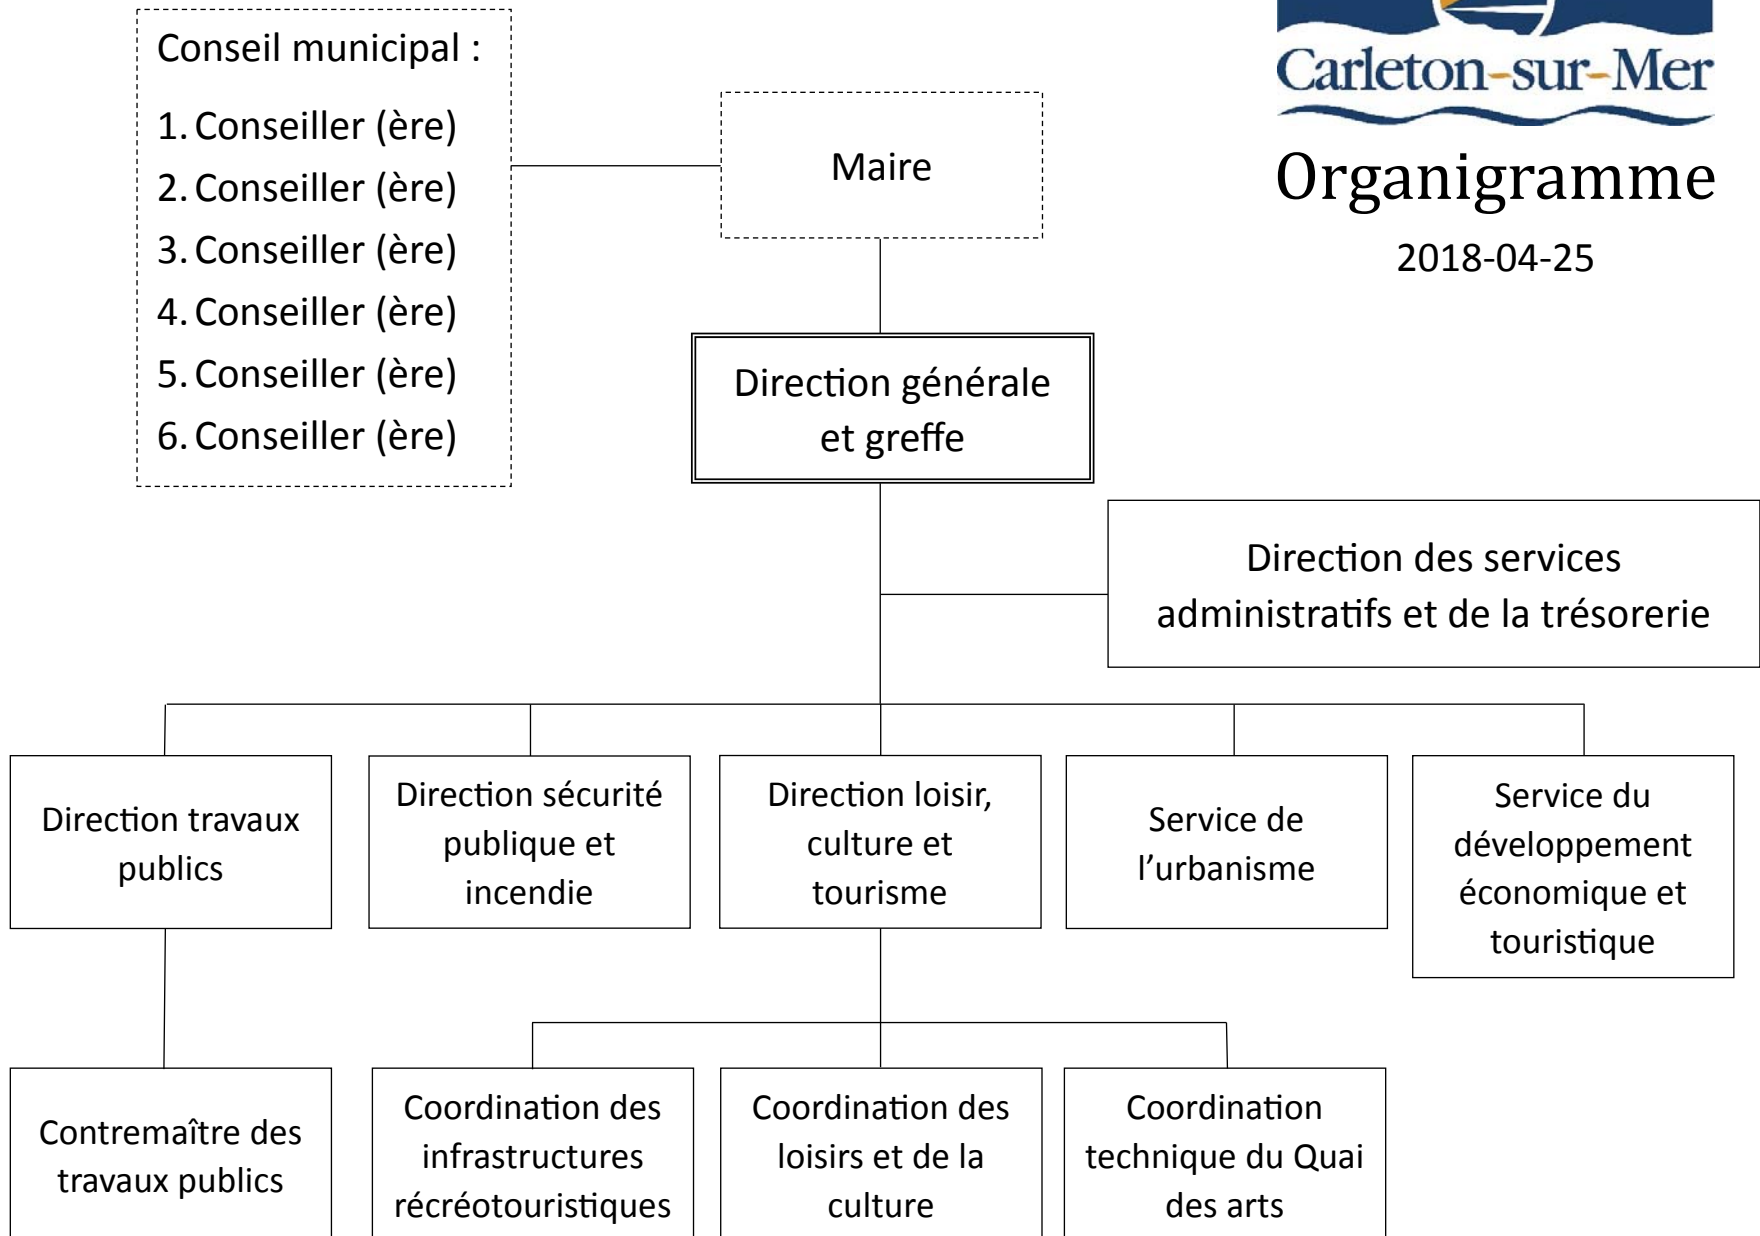 Conseil municipal :
1. Conseiller (ère)
2. Conseiller (ère)
3. Conseiller (ère)
4. Conseiller (ère)
5. Conseiller (ère)
6. Conseiller (ère)
Maire
Carleton-sur-Mer
Organigramme
2018-04-25
Direction générale
et greffe
Direction des services
administratifs et de la trésorerie
Direction travaux
publics
Direction sécurité
publique et
incendie
Direction loisir,
culture et
tourisme
Service de
l’urbanisme
Service du
développement
économique et
touristique
Contremaître des
travaux publics
Coordination des
infrastructures
récréotouristiques
Coordination des
loisirs et de la
culture
Coordination
technique du Quai
des arts